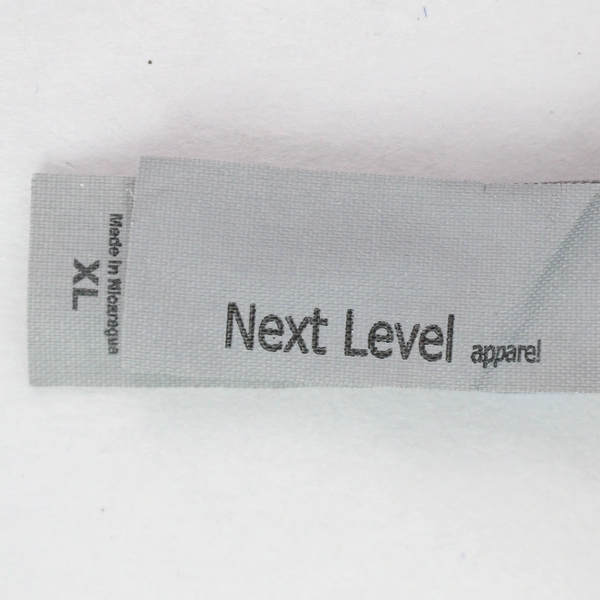 Next Level apparel
Made in Nicaragua
XL